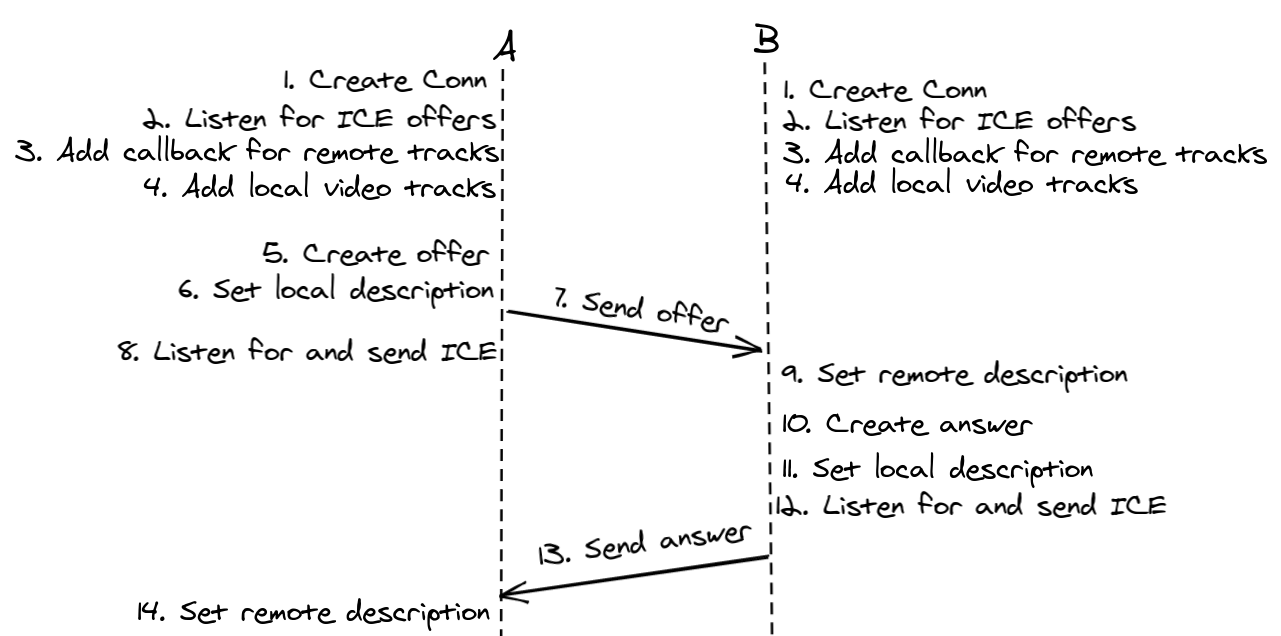 A
B
1. Create Conn
2. Listen for ICE offers
3. Add callback for remote tracks
4. Add local video tracks
1. Create Conn
2. Listen for ICE offers
3. Add callback for remote tracks
4. Add local video tracks
5. Create offer
6. Set local description
7. Send offer
8. Listen for and send ICE
9. Set remote description
10. Create answer
11. Set local description
12. Listen for and send ICE
13. Send answer
14. Set remote description